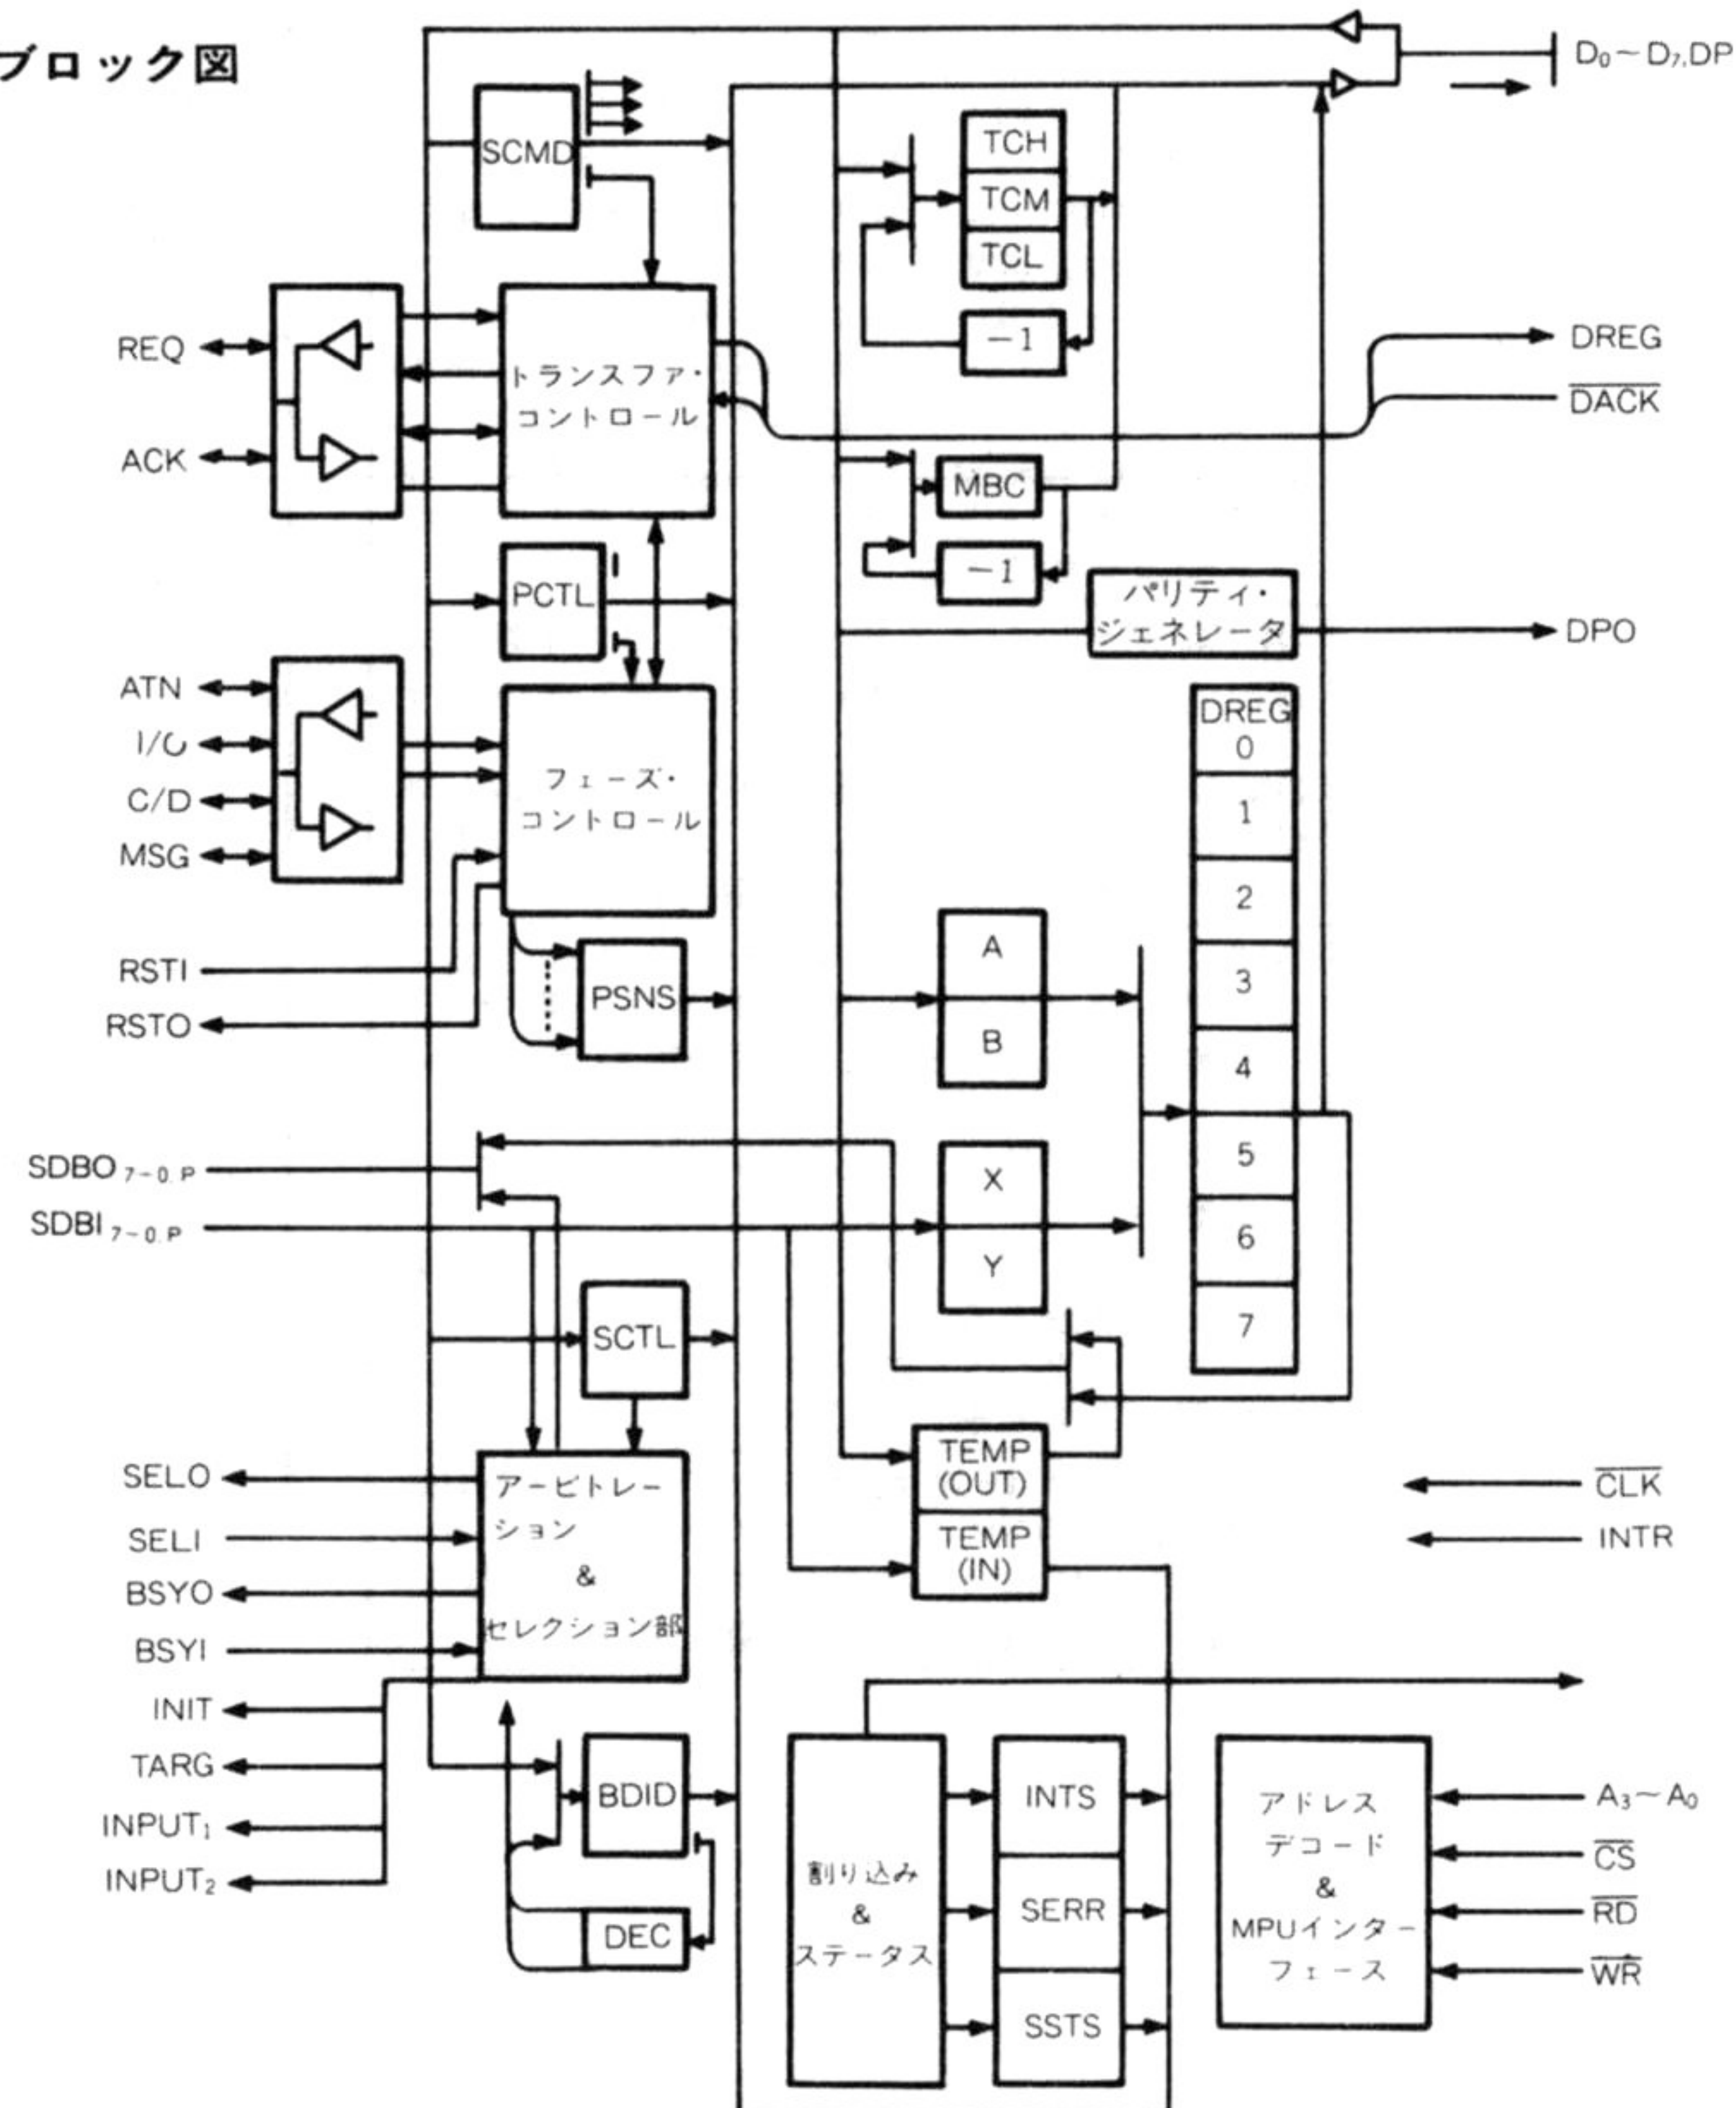 ブロック図
D₀～D₇,DP
SCMD
TCH
TCM
TCL
－1
REQ
ACK
トランスファ・
コントロール
DREG
DACK
MBC
－1
PCTL
パリティ・
ジェネレータ
DPO
ATN
I/O
C/D
MSG
フェーズ・
コントロール
DREG
0
1
2
3
4
5
6
7
RSTI
RSTO
PSNS
A
B
SDBO 7－0, P
SDBI 7－0, P
X
Y
SCTL
TEMP
(OUT)
TEMP
(IN)
CLK
INTR
SELO
SELI
BSYO
BSYI
アービトレー
ション
&
セレクション部
INIT
TARG
INPUT₁
INPUT₂
BDID
DEC
割り込み
&
ステータス
INTS
SERR
SSTS
アドレス
デコード
&
MPUインター
フェース
A₃～A₀
CS
RD
WR